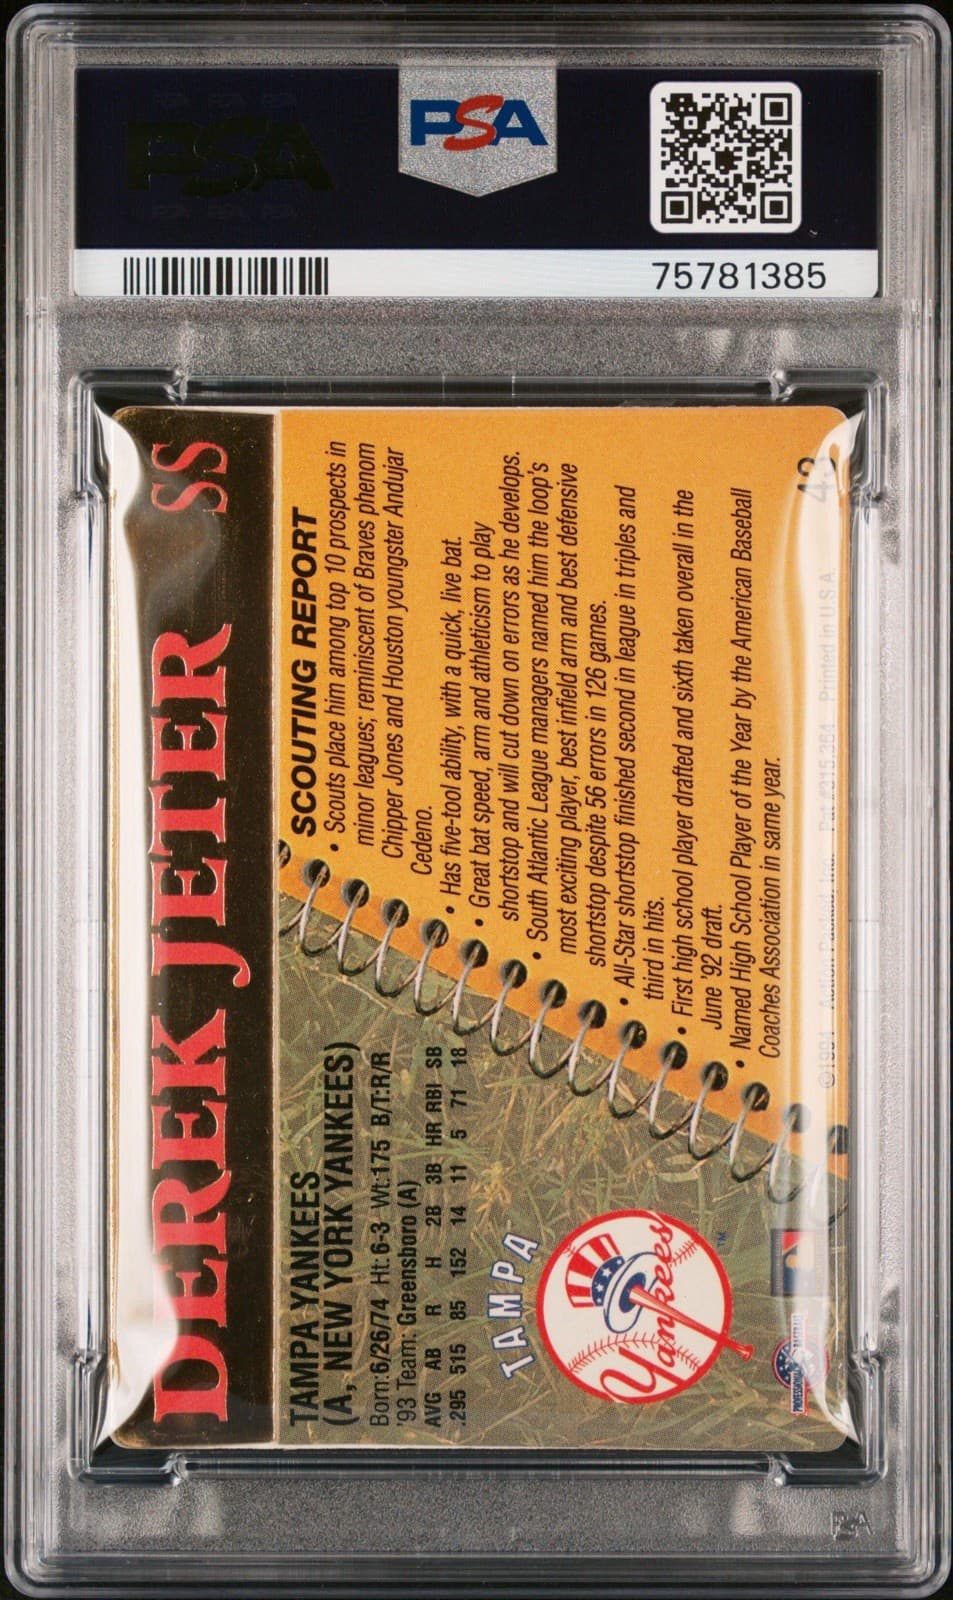 PSA
PSA
75781385
DEREK JETER SS
TAMPA YANKEES
(A, NEW YORK YANKEES)
Born:6/26/74 Ht:6-3 Wt:175 B/T:R/R
'93 Team: Greensboro (A)
AVG AB R H 2B 3B HR RBI SB
.295 515 85 152 14 11 5 71 18
TAMPA
Yankees
TM
SCOUTING REPORT
• Scouts place him among top 10 prospects in
minor leagues; reminiscent of Braves phenom
Chipper Jones and Houston youngster Andujar
Cedeno.
• Has five-tool ability, with a quick, live bat.
• Great bat speed, arm and athleticism to play
shortstop and will cut down on errors as he develops.
• South Atlantic League managers named him the loop's
most exciting player, best infield arm and best defensive
shortstop despite 56 errors in 126 games.
• All-Star shortstop finished second in league in triples and
third in hits.
• First high school player drafted and sixth taken overall in the
June '92 draft.
• Named High School Player of the Year by the American Baseball
Coaches Association in same year.
Action Packed, Inc. Printed in U.S.A.
PSA